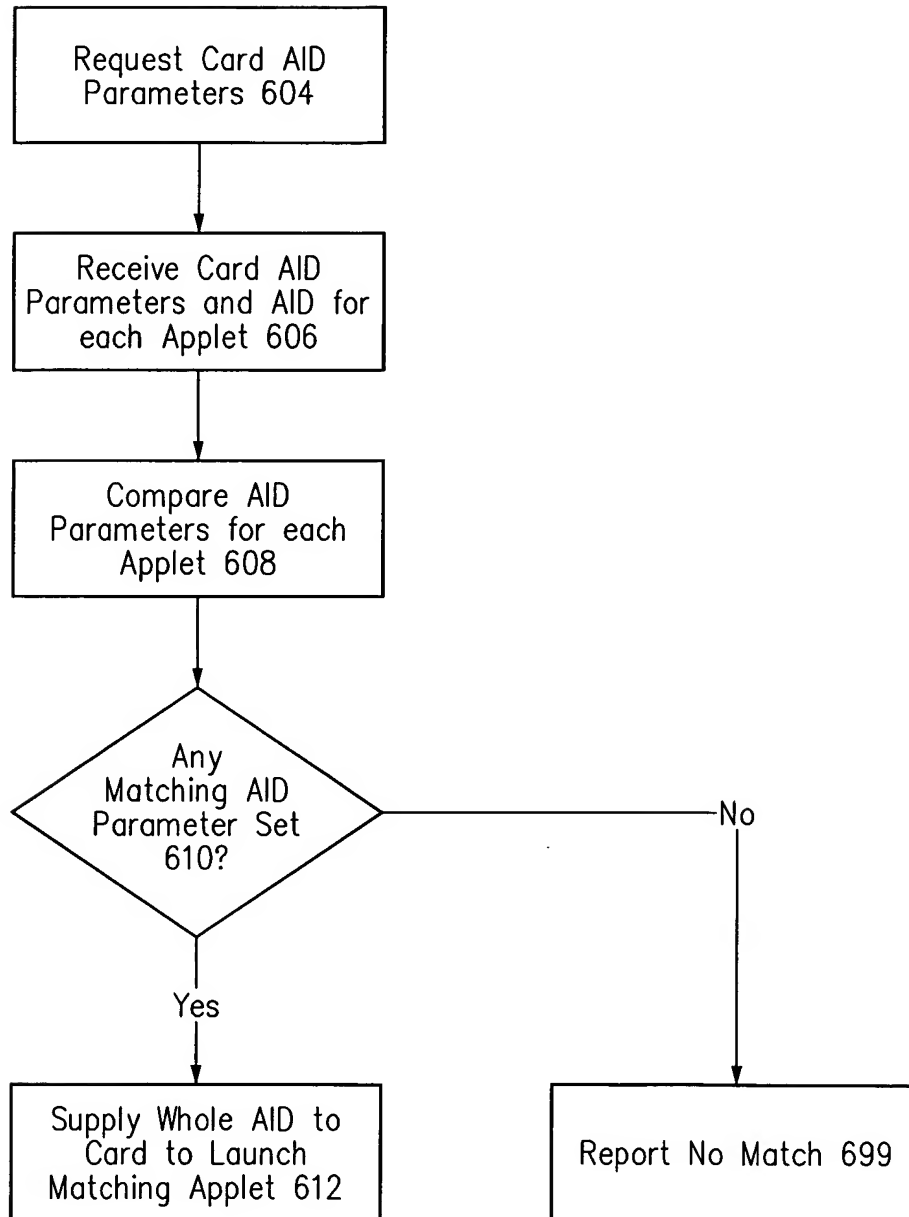 Request Card AID
Parameters 604
Receive Card AID
Parameters and AID for
each Applet 606
Compare AID
Parameters for each
Applet 608
Any
Matching AID
Parameter Set
610?
No
Yes
Supply Whole AID to
Card to Launch
Matching Applet 612
Report No Match 699